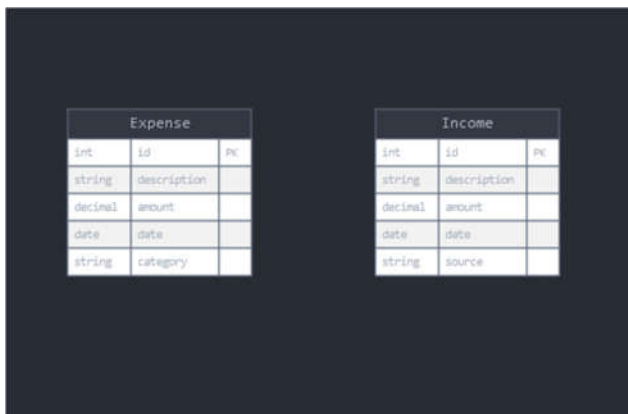 Expense
int id PK
string description
decimal amount
date date
string category
Income
int id PK
string description
decimal amount
date date
string source